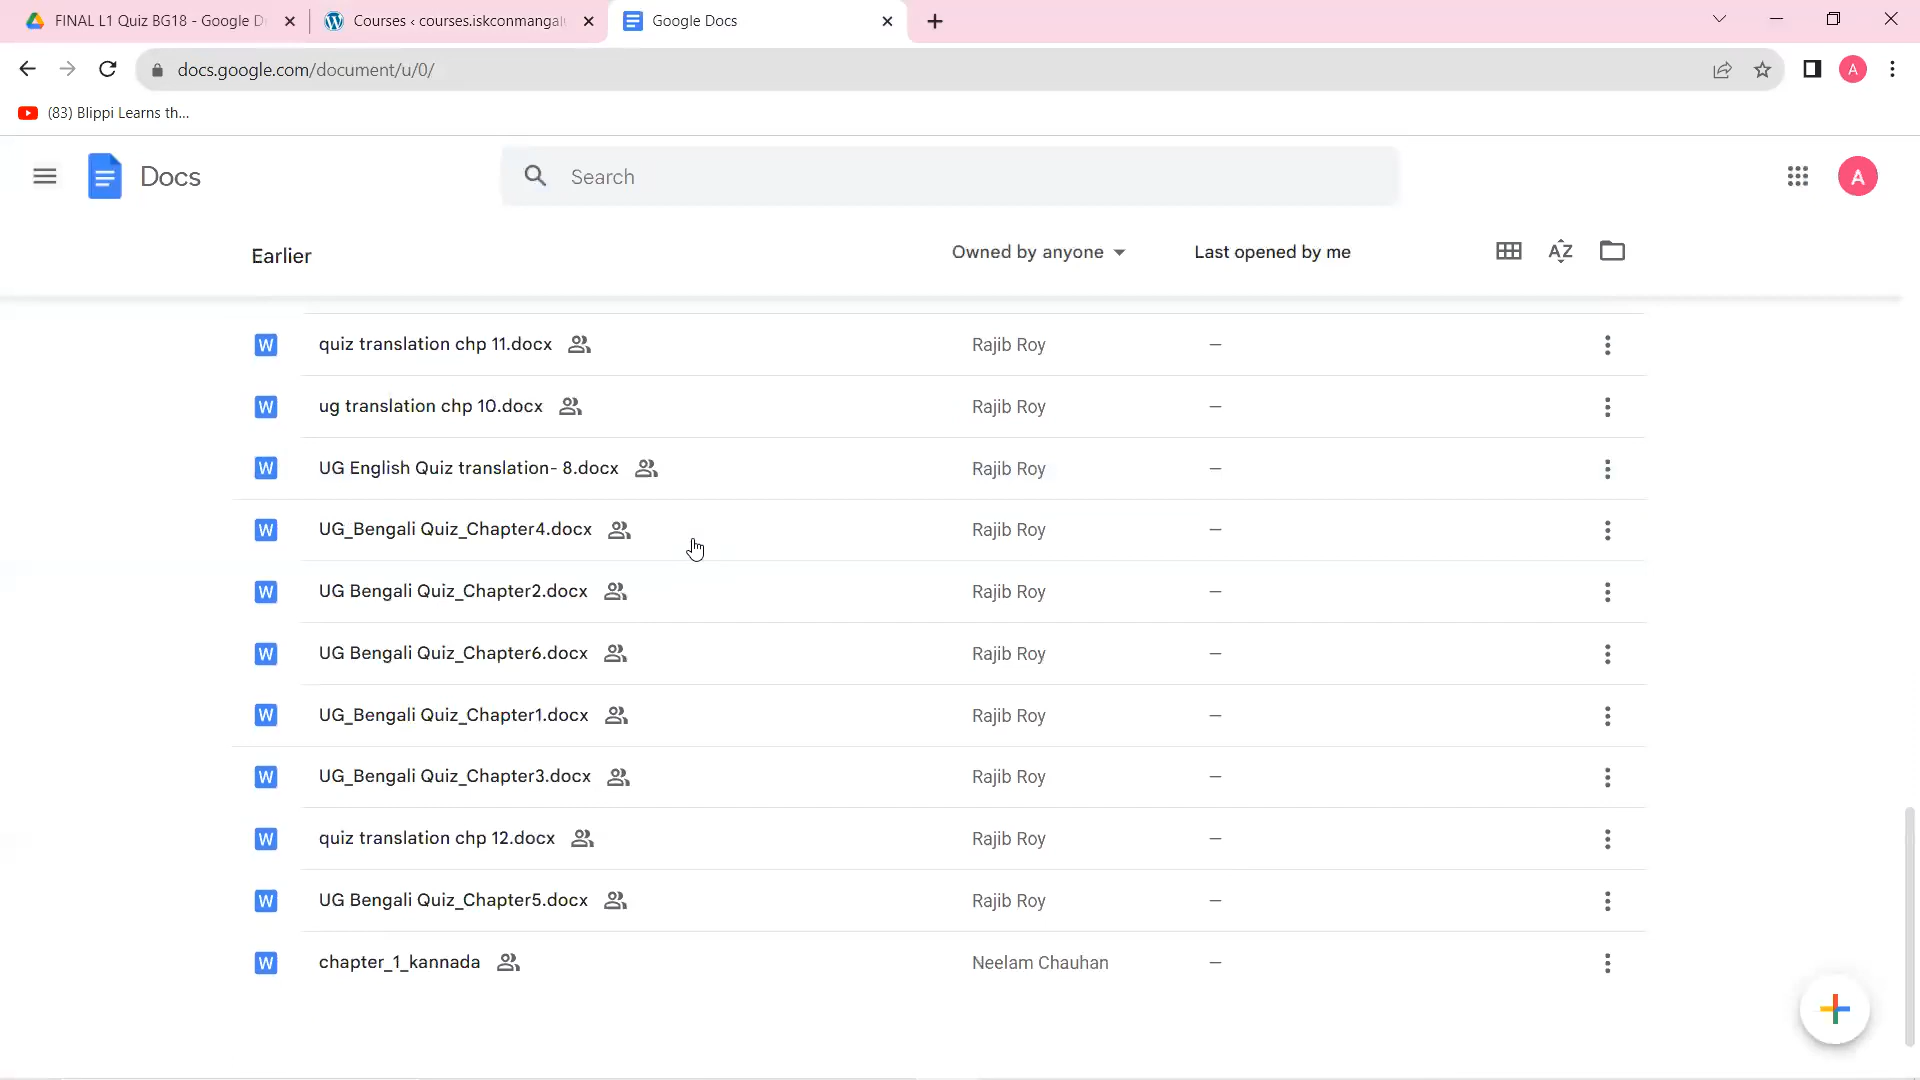 FINAL L1 Quiz BG18 - Google D
Courses ‹ courses.iskconmangal
Google Docs
docs.google.com/document/u/0/
A
(83) Blippi Learns th...
Docs
Search
A
Earlier
Owned by anyone
Last opened by me
AZ
W quiz translation chp 11.docx Rajib Roy –
W ug translation chp 10.docx Rajib Roy –
W UG English Quiz translation- 8.docx Rajib Roy –
W UG_Bengali Quiz_Chapter4.docx Rajib Roy –
W UG Bengali Quiz_Chapter2.docx Rajib Roy –
W UG Bengali Quiz_Chapter6.docx Rajib Roy –
W UG_Bengali Quiz_Chapter1.docx Rajib Roy –
W UG_Bengali Quiz_Chapter3.docx Rajib Roy –
W quiz translation chp 12.docx Rajib Roy –
W UG Bengali Quiz_Chapter5.docx Rajib Roy –
W chapter_1_kannada Neelam Chauhan –